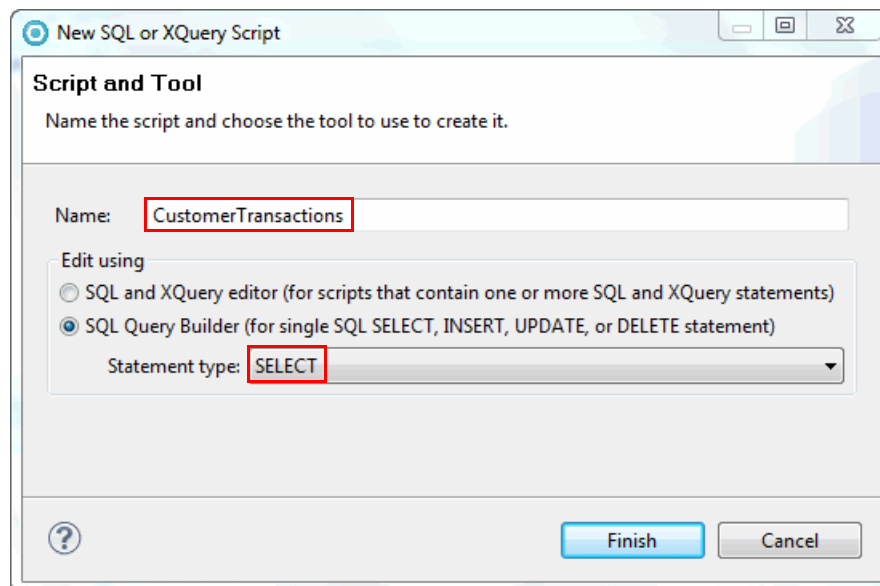 New SQL or XQuery Script
Script and Tool
Name the script and choose the tool to use to create it.
Name: CustomerTransactions
Edit using
SQL and XQuery editor (for scripts that contain one or more SQL and XQuery statements)
SQL Query Builder (for single SQL SELECT, INSERT, UPDATE, or DELETE statement)
Statement type: SELECT
? Finish Cancel